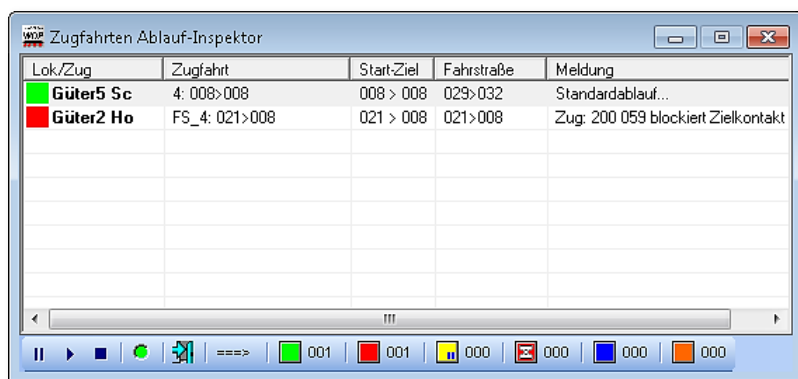 Zugfahrten Ablauf-Inspektor
Lok/Zug Zugfahrt Start-Ziel Fahrstraße Meldung
Güter5 Sc 4: 008>008 008 > 008 029>032 Standardablauf...
Güter2 Ho FS_4: 021>008 021 > 008 021>008 Zug: 200 059 blockiert Zielkontakt
===> 001 001 000 000 000 000